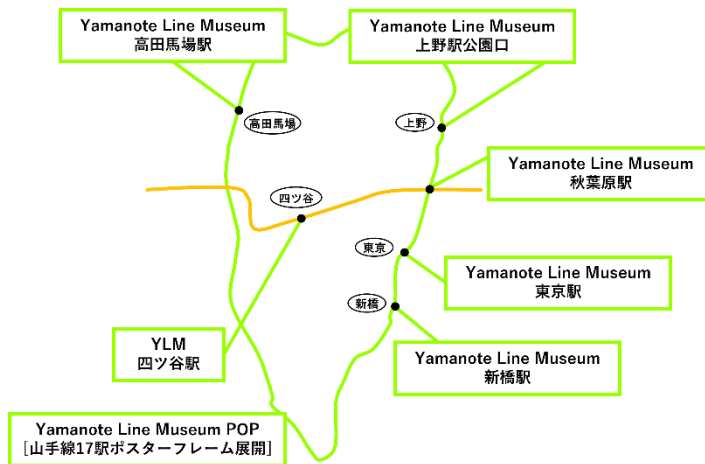 Yamanote Line Museum
高田馬場駅
Yamanote Line Museum
上野駅公園口
高田馬場
上野
Yamanote Line Museum
秋葉原駅
四ツ谷
東京
Yamanote Line Museum
東京駅
新橋
YLM
四ツ谷駅
Yamanote Line Museum
新橋駅
Yamanote Line Museum POP
[山手線17駅ポスターフレーム展開]